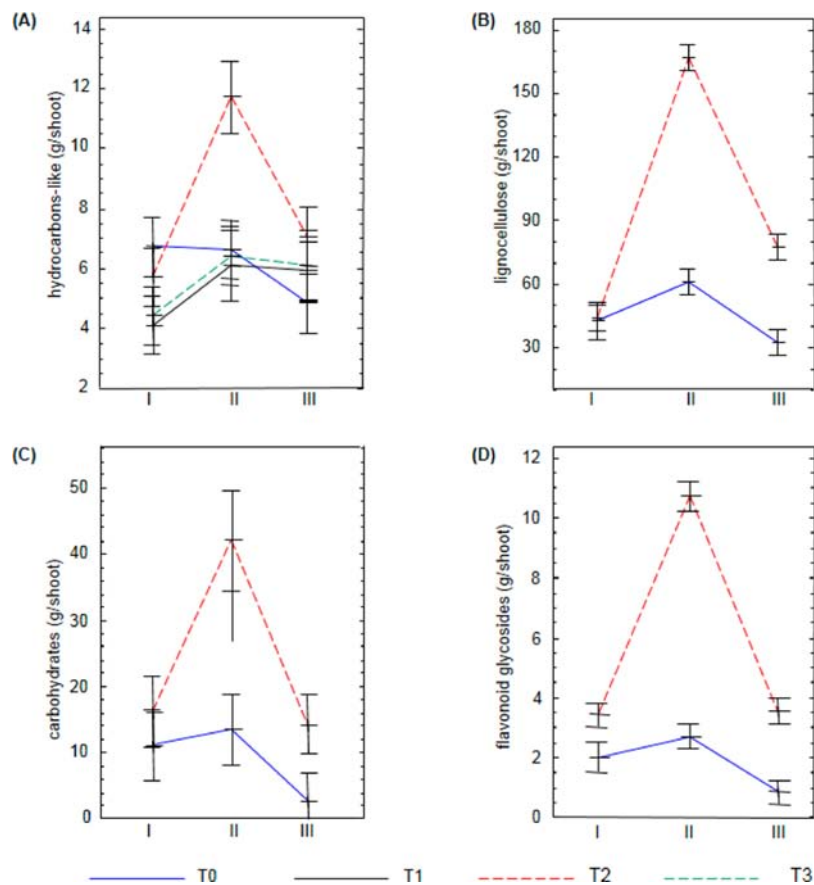 (A)
hydrocarbons-like (g/shoot)
14
12
10
8
6
4
2
I II III
(B)
lignocellulose (g/shoot)
180
150
120
90
60
30
I II III
(C)
carbohydrates (g/shoot)
50
40
30
20
10
0
I II III
(D)
flavonoid glycosides (g/shoot)
12
10
8
6
4
2
0
I II III
T0 T1 T2 T3